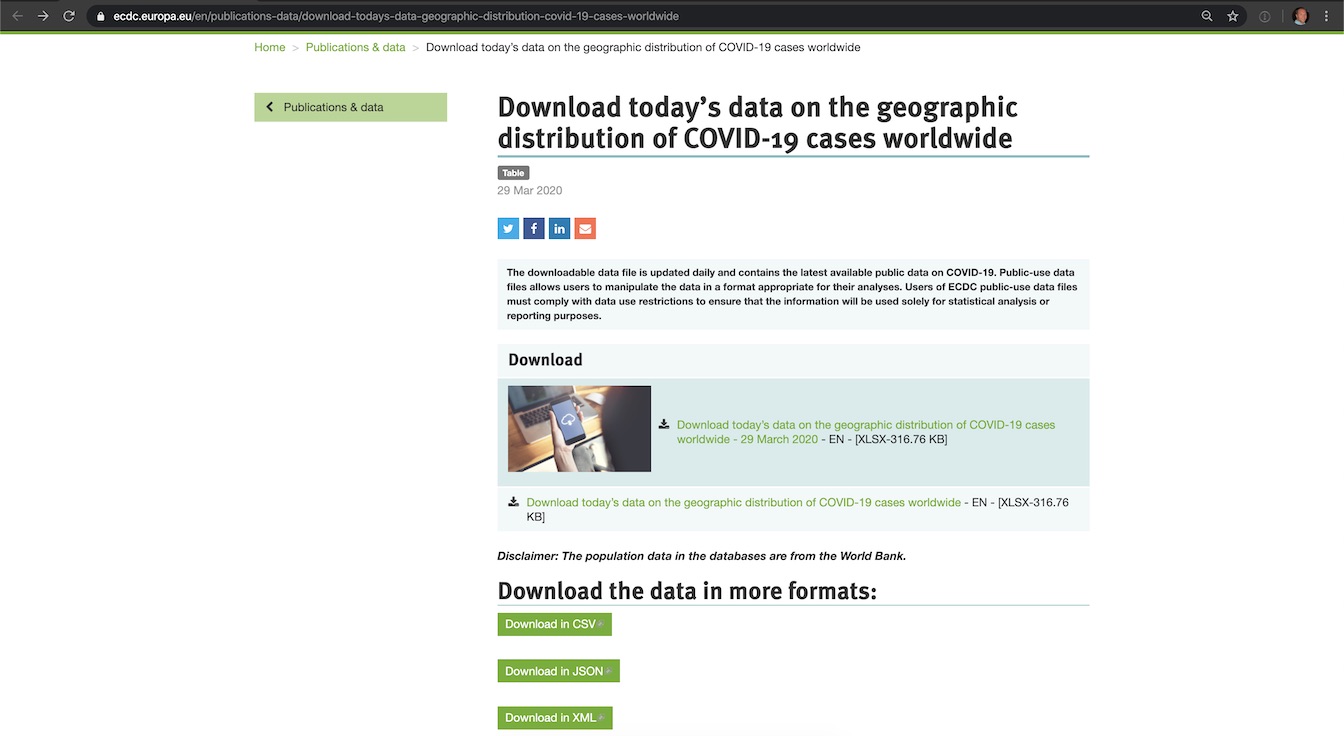 ecdc.europa.eu/en/publications-data/download-todays-data-geographic-distribution-covid-19-cases-worldwide
Home > Publications & data > Download today's data on the geographic distribution of COVID-19 cases worldwide
Publications & data
Download today's data on the geographic
distribution of COVID-19 cases worldwide
Table
29 Mar 2020
The downloadable data file is updated daily and contains the latest available public data on COVID-19. Public-use data
files allows users to manipulate the data in a format appropriate for their analyses. Users of ECDC public-use data files
must comply with data use restrictions to ensure that the information will be used solely for statistical analysis or
reporting purposes.
Download
Download today's data on the geographic distribution of COVID-19 cases
worldwide - 29 March 2020 - EN - [XLSX-316.76 KB]
Download today's data on the geographic distribution of COVID-19 cases worldwide - EN - [XLSX-316.76
KB]
Disclaimer: The population data in the databases are from the World Bank.
Download the data in more formats:
Download in CSV
Download in JSON
Download in XML